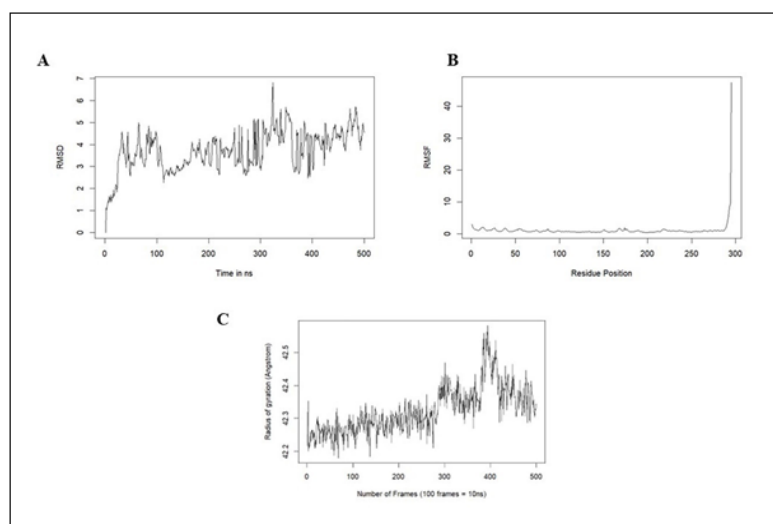 A
RMSD
7
6
5
4
3
2
1
0
0 100 200 300 400 500
Time in ns
B
RMSF
40
30
20
10
0
0 50 100 150 200 250 300
Residue Position
C
Radius of gyration (Angstrom)
42.5
42.4
42.3
42.2
0 100 200 300 400 500
Number of Frames (100 frames = 10ns)